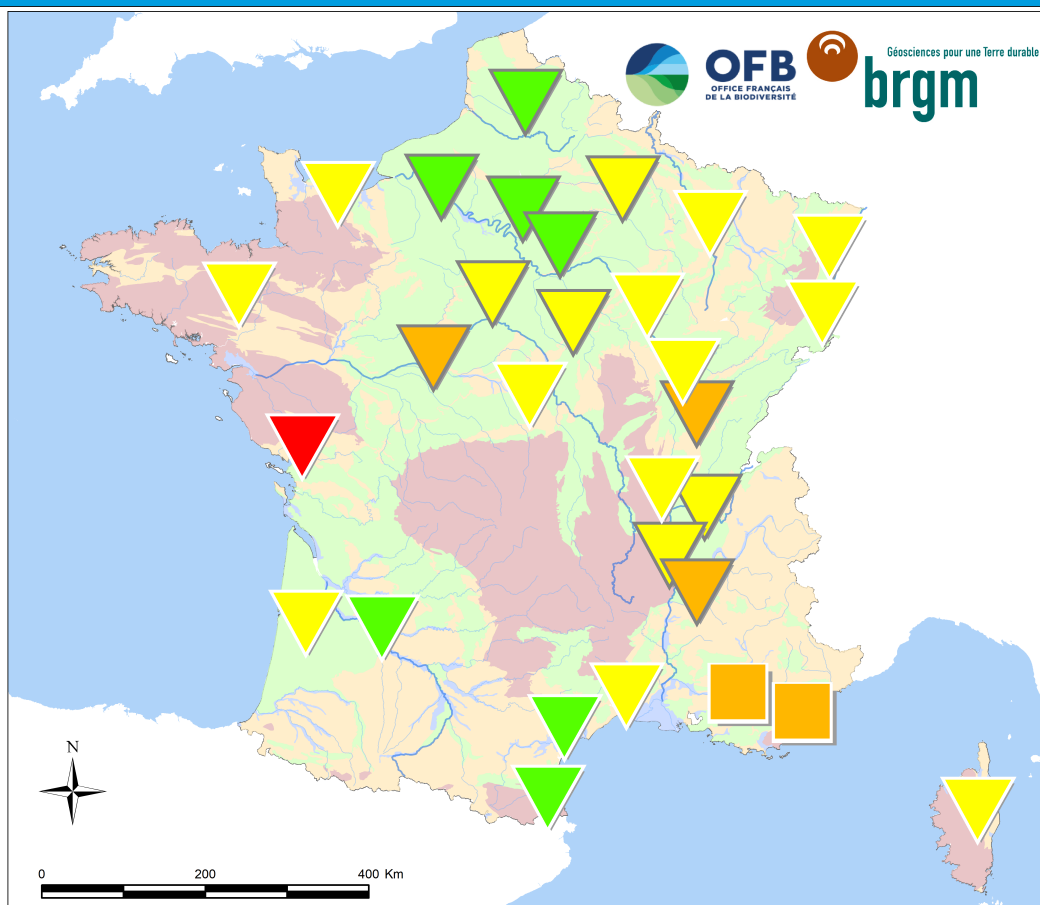 Géosciences pour une Terre durable
OFB
OFFICE FRANÇAIS
DE LA BIODIVERSITÉ
brgm
N
0 200 400 Km